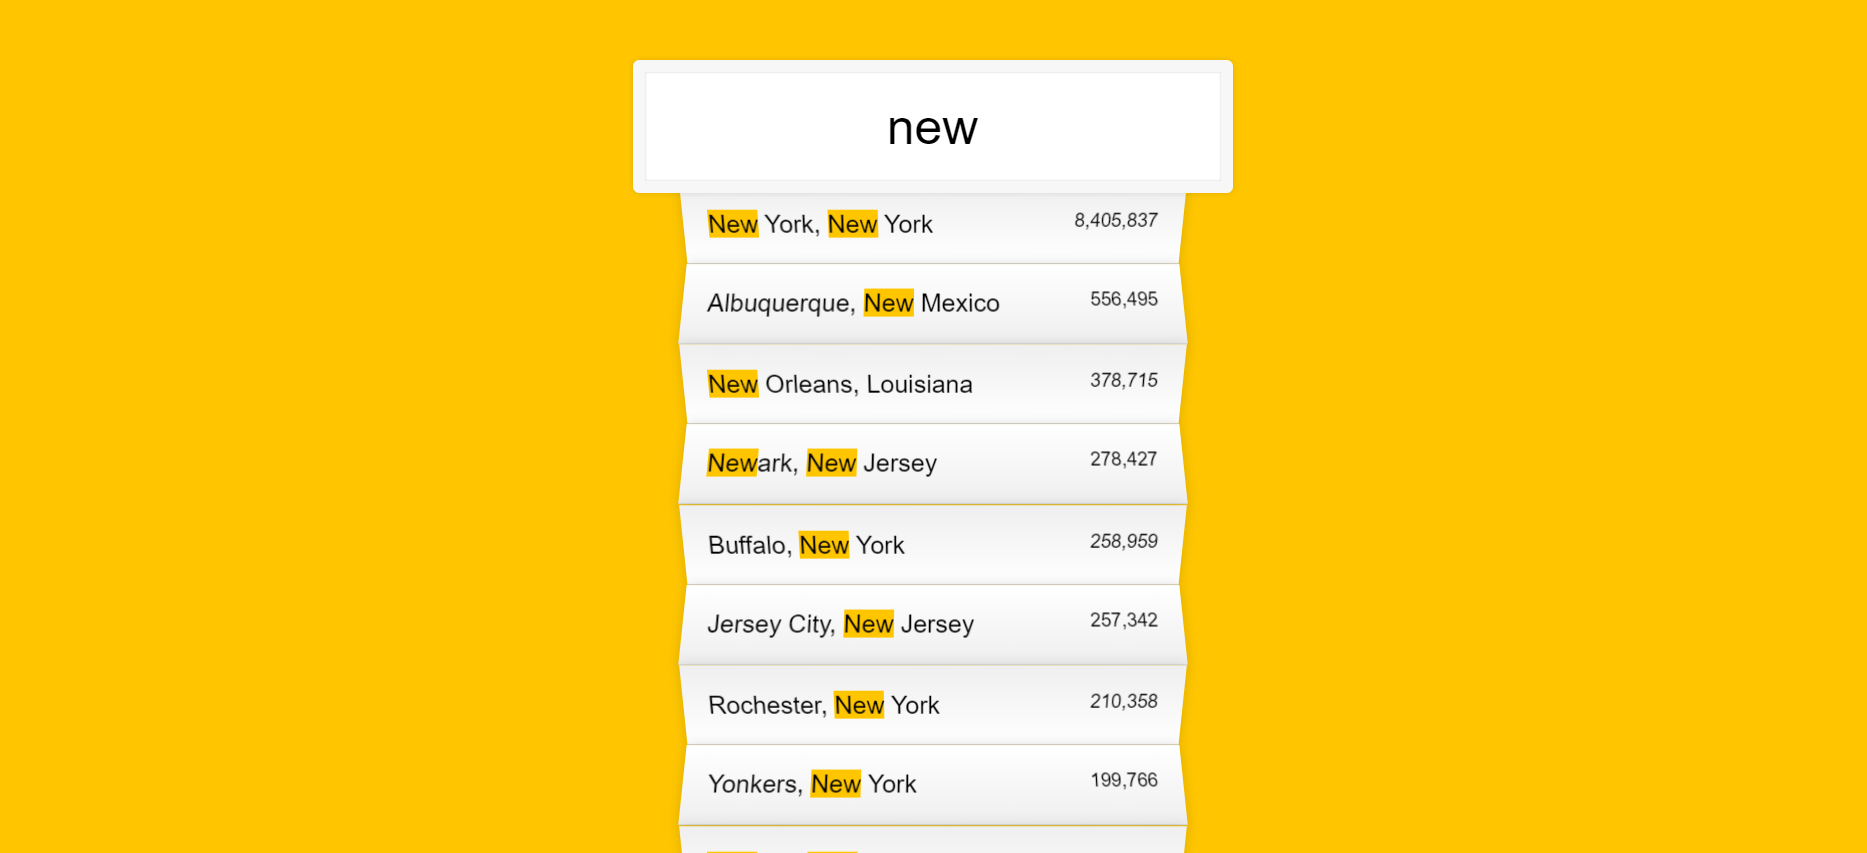 new
New York, New York 8,405,837
Albuquerque, New Mexico 556,495
New Orleans, Louisiana 378,715
Newark, New Jersey 278,427
Buffalo, New York 258,959
Jersey City, New Jersey 257,342
Rochester, New York 210,358
Yonkers, New York 199,766